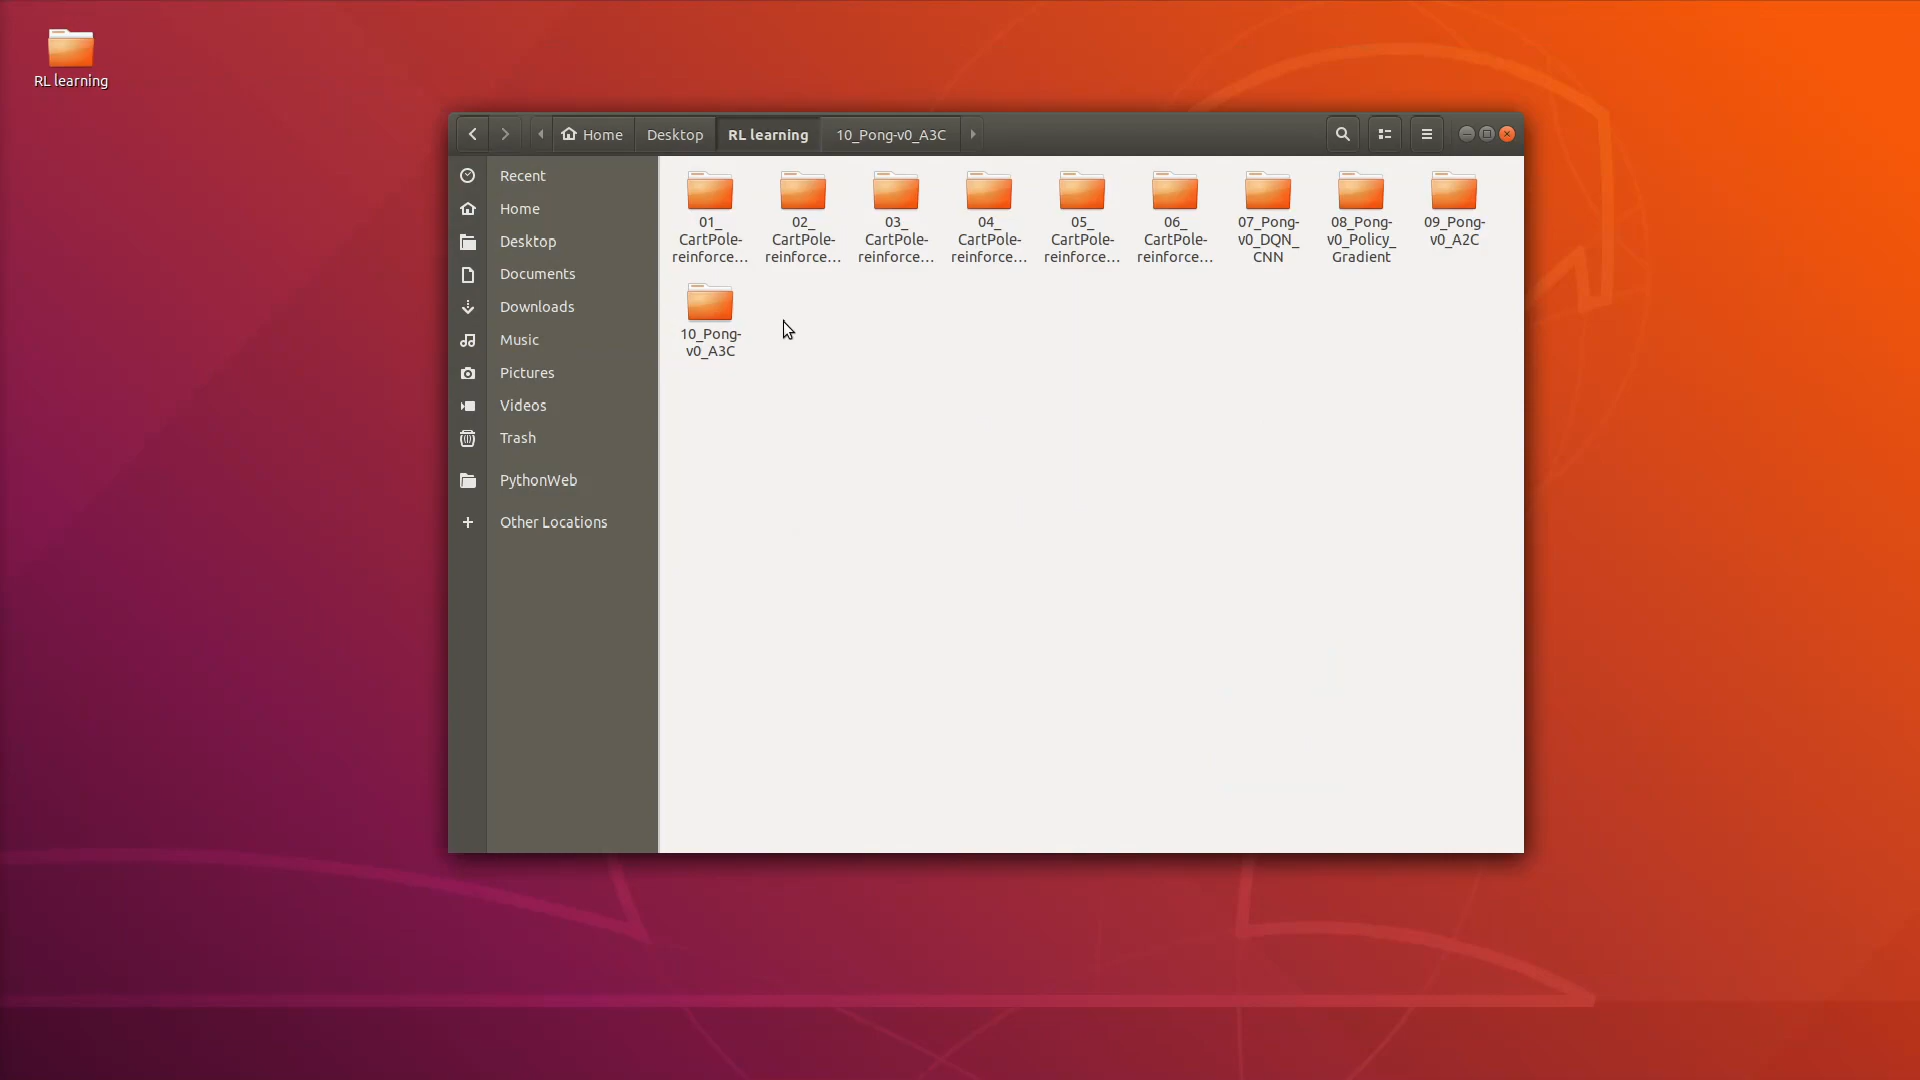 RL learning
Home Desktop RL learning 10_Pong-v0_A3C
Recent
Home
Desktop
Documents
Downloads
Music
Pictures
Videos
Trash
PythonWeb
Other Locations
01_
CartPole-
reinforce…
02_
CartPole-
reinforce…
03_
CartPole-
reinforce…
04_
CartPole-
reinforce…
05_
CartPole-
reinforce…
06_
CartPole-
reinforce…
07_Pong-
v0_DQN_
CNN
08_Pong-
v0_Policy_
Gradient
09_Pong-
v0_A2C
10_Pong-
v0_A3C